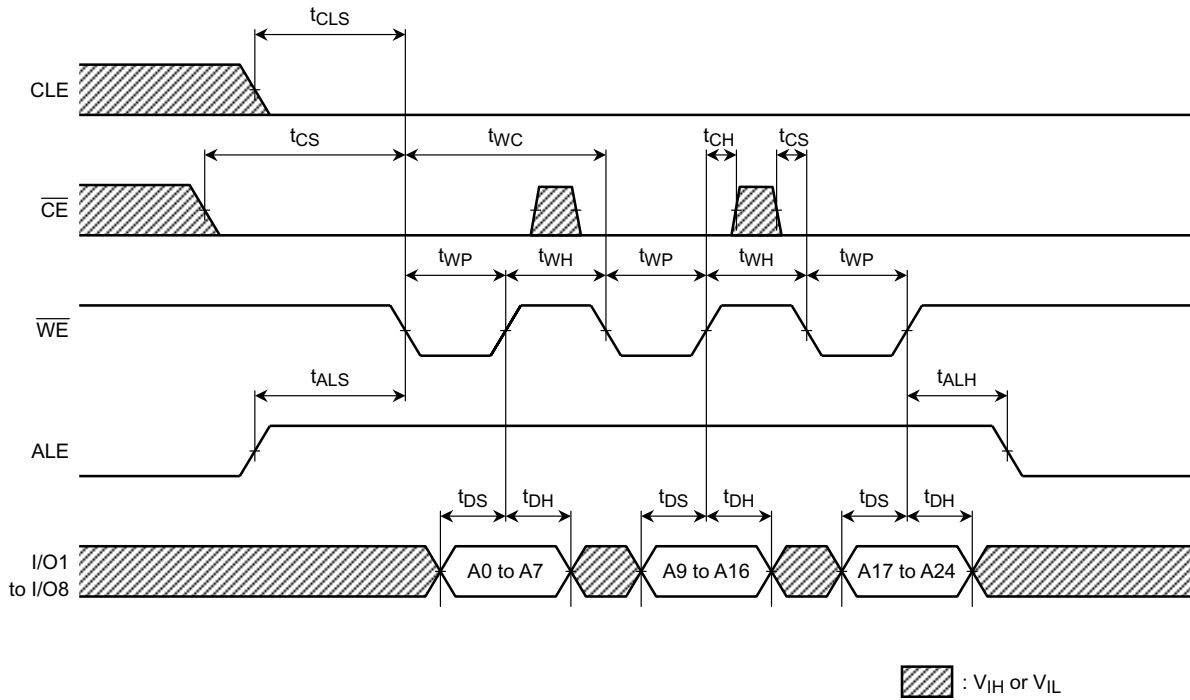 tCLS
CLE
tCS tWC tCH tCS
CE
tWP tWH tWP tWH tWP
WE
tALS tALH
ALE
tDS tDH tDS tDH tDS tDH
I/O1
to I/O8
A0 to A7 A9 to A16 A17 to A24
: VIH or VIL